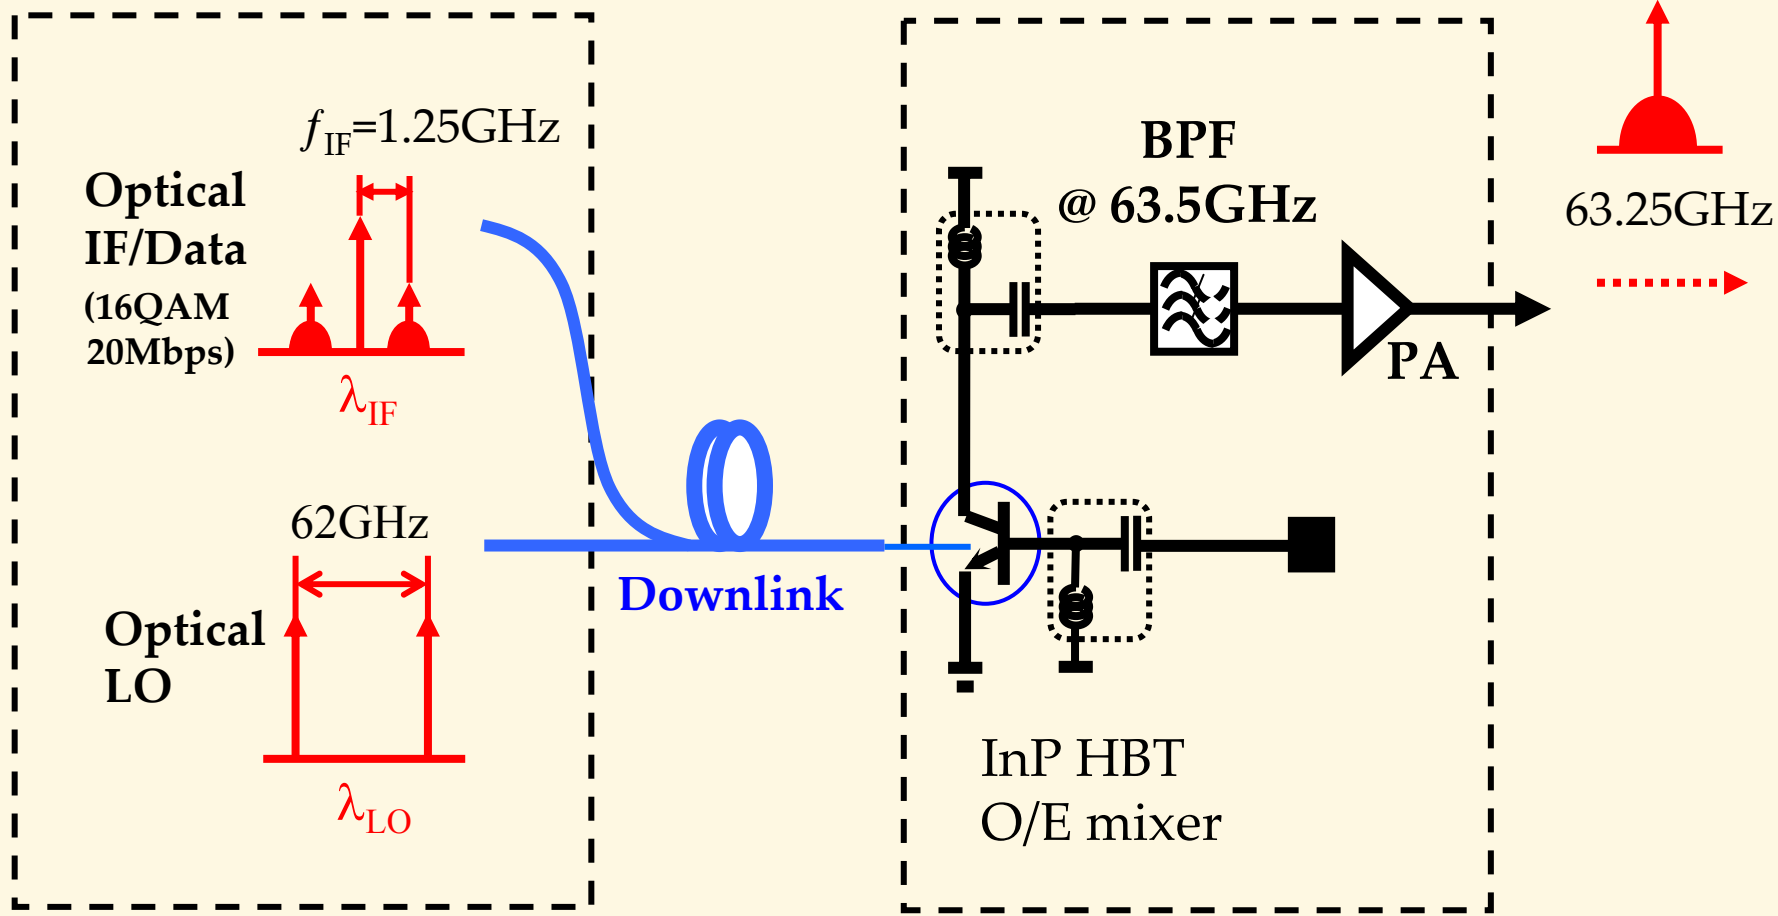 f_IF=1.25GHz
Optical
IF/Data
(16QAM
20Mbps)
λ_IF
62GHz
Optical
LO
λ_LO
Downlink
BPF
@ 63.5GHz
PA
InP HBT
O/E mixer
63.25GHz